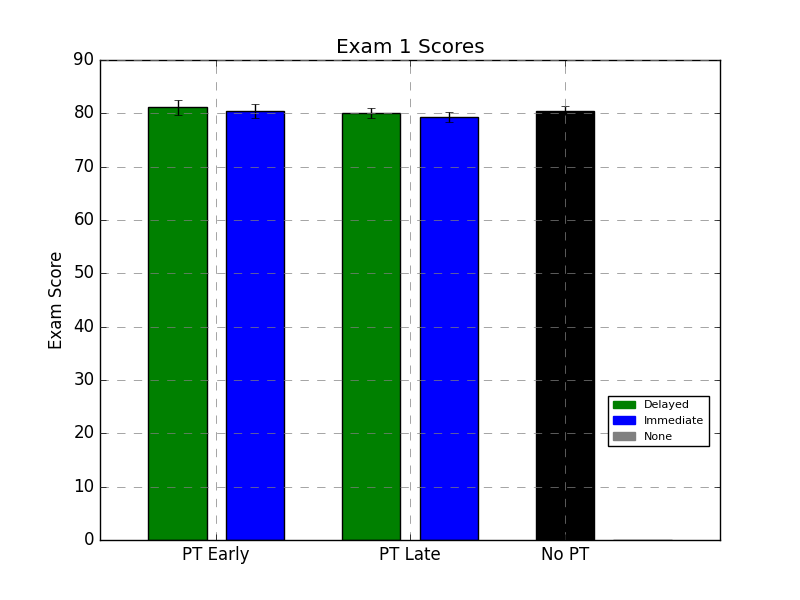 Exam 1 Scores
90
80
70
60
50
40
30
20
10
0
Exam Score
Delayed
Immediate
None
PT Early
PT Late
No PT